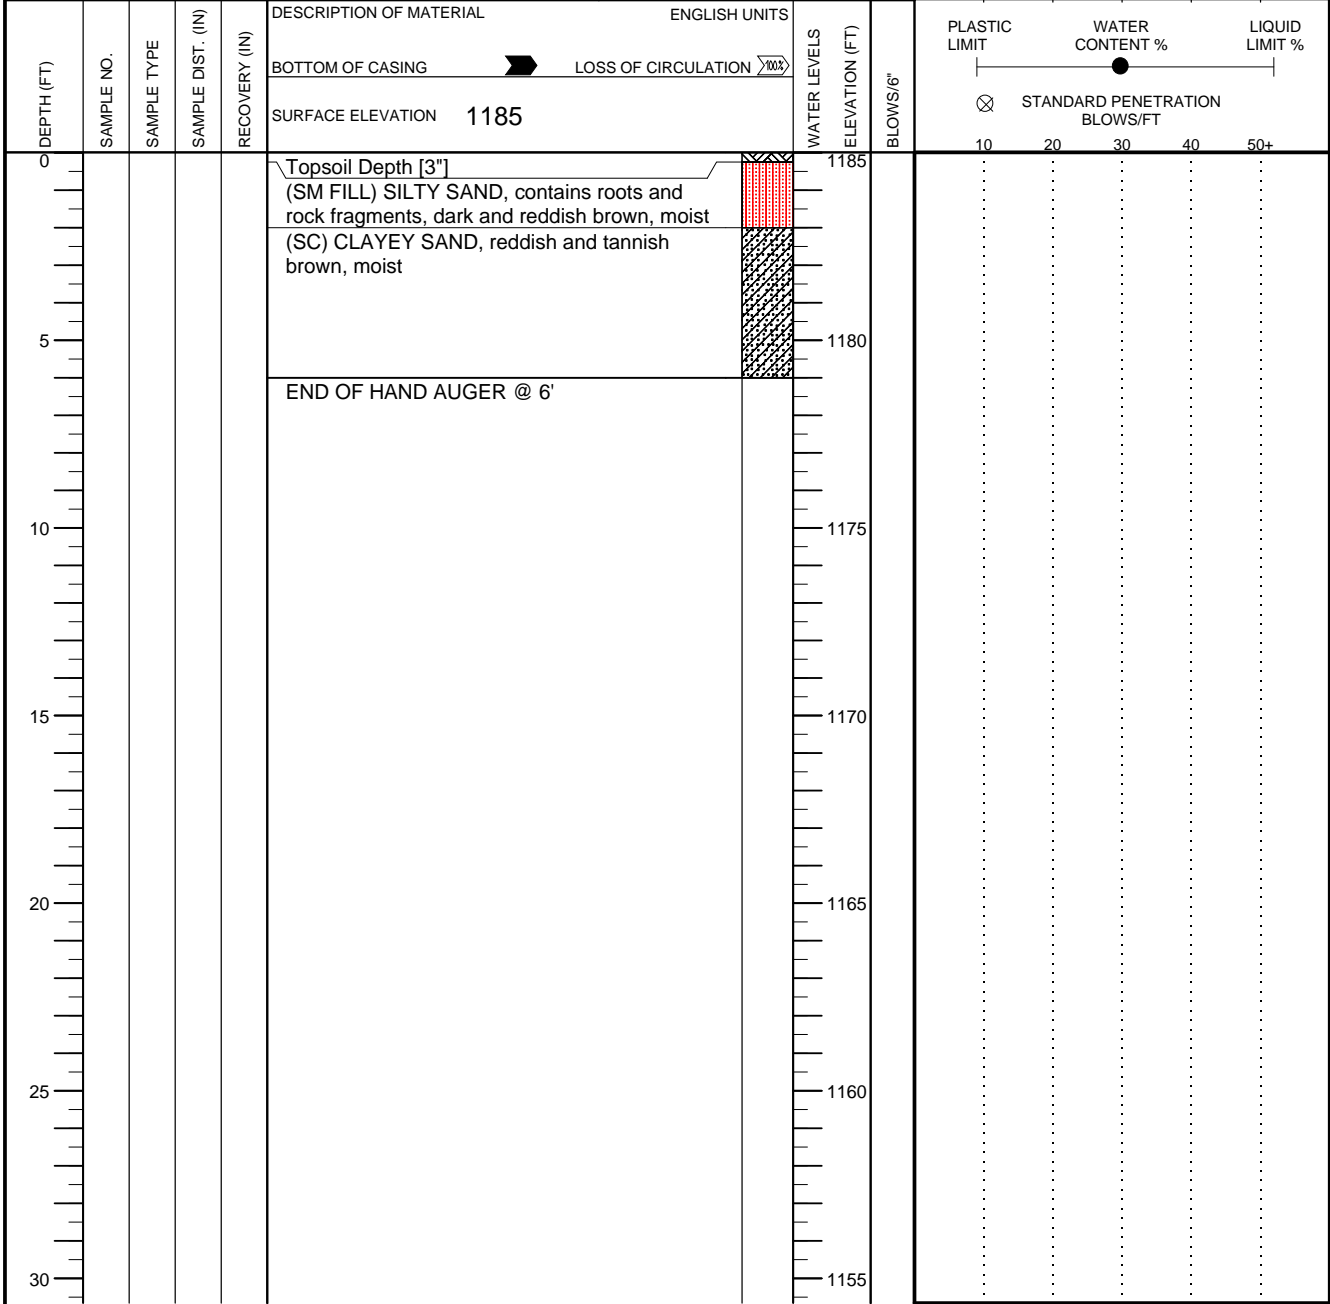 DEPTH (FT)
SAMPLE NO.
SAMPLE TYPE
SAMPLE DIST. (IN)
RECOVERY (IN)
DESCRIPTION OF MATERIAL ENGLISH UNITS
BOTTOM OF CASING LOSS OF CIRCULATION 100%
SURFACE ELEVATION 1185
WATER LEVELS
ELEVATION (FT)
BLOWS/6"
PLASTIC LIMIT
WATER CONTENT %
LIQUID LIMIT %
STANDARD PENETRATION
BLOWS/FT
10 20 30 40 50+
0 1185
Topsoil Depth [3"]
(SM FILL) SILTY SAND, contains roots and
rock fragments, dark and reddish brown, moist
(SC) CLAYEY SAND, reddish and tannish
brown, moist
5 1180
END OF HAND AUGER @ 6'
10 1175
15 1170
20 1165
25 1160
30 1155